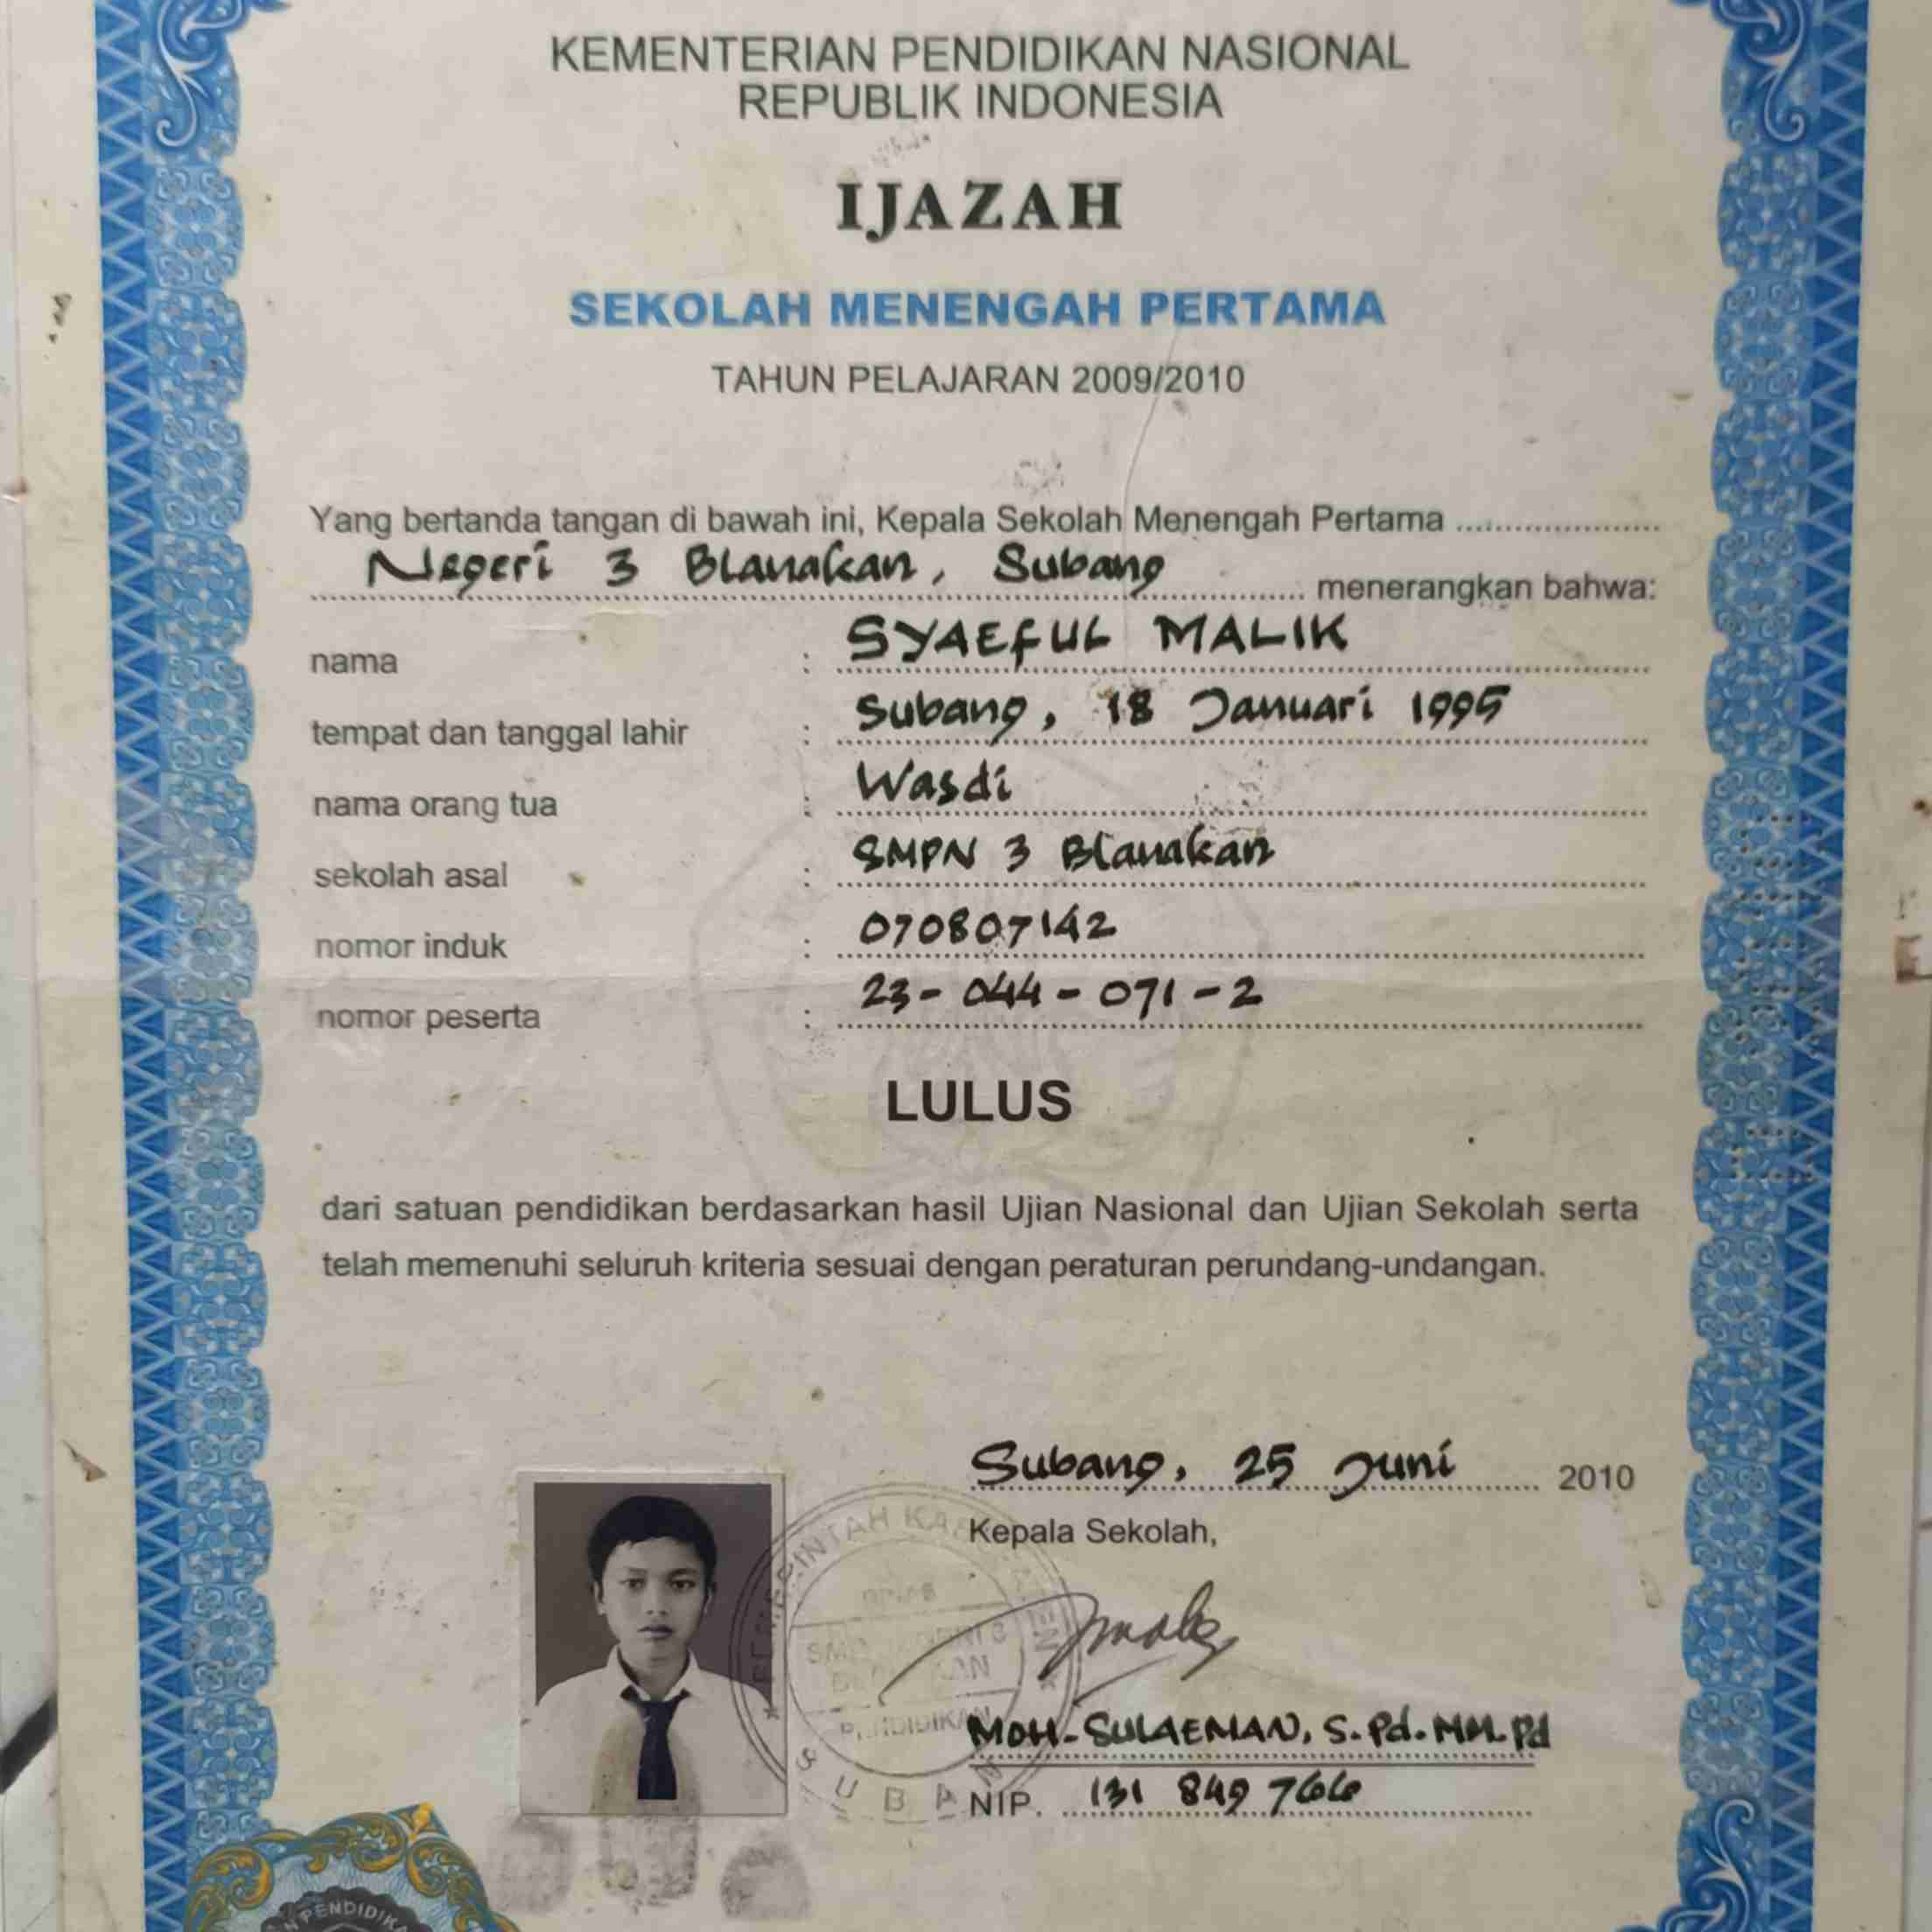 KEMENTERIAN PENDIDIKAN NASIONAL
REPUBLIK INDONESIA
IJAZAH
SEKOLAH MENENGAH PERTAMA
TAHUN PELAJARAN 2009/2010
Yang bertanda tangan di bawah ini, Kepala Sekolah Menengah Pertama
Negeri 3 Blanakan, Subang menerangkan bahwa:
nama : SYAEFUL MALIK
tempat dan tanggal lahir : Subang, 18 Januari 1995
nama orang tua : Wasdi
sekolah asal : SMPN 3 Blanakan
nomor induk : 070807142
nomor peserta : 23-044-071-2
LULUS
dari satuan pendidikan berdasarkan hasil Ujian Nasional dan Ujian Sekolah serta
telah memenuhi seluruh kriteria sesuai dengan peraturan perundang-undangan.
Subang, 25 Juni 2010
Kepala Sekolah,
MOH. SULAEMAN, S.Pd.MM.Pd
NIP. 131 849 766